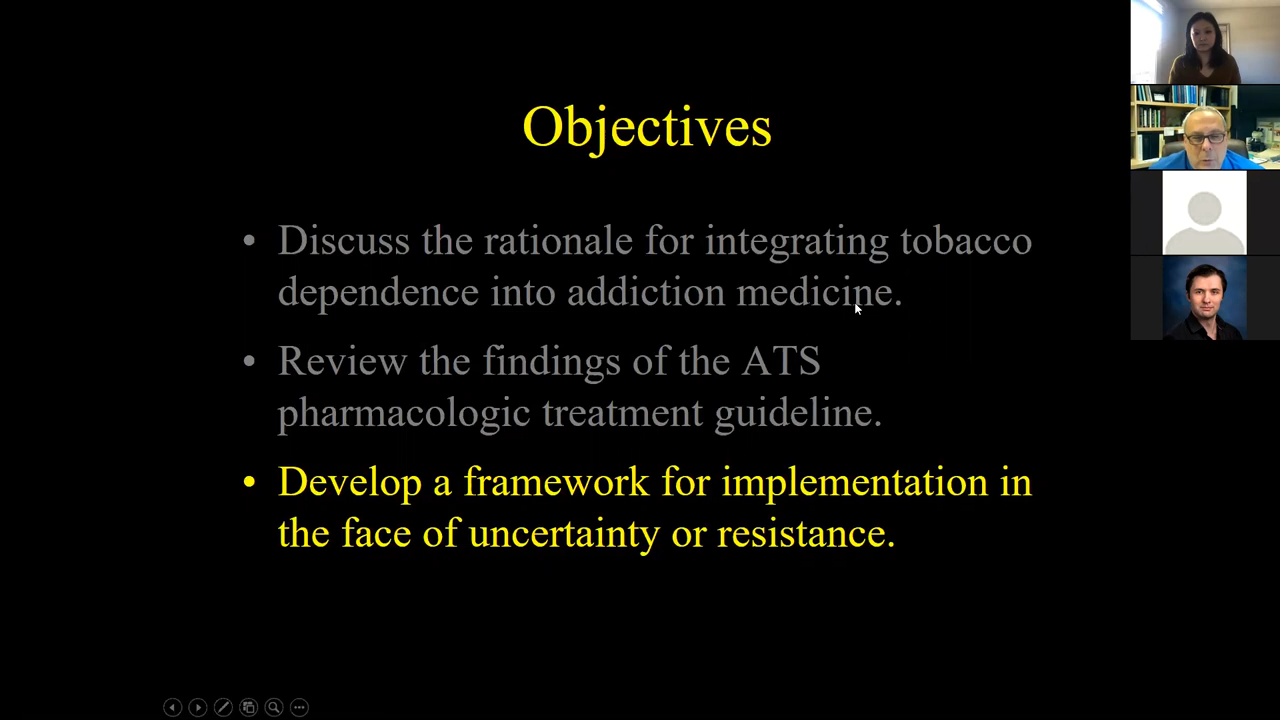 Objectives
• Discuss the rationale for integrating tobacco
dependence into addiction medicine.
• Review the findings of the ATS
pharmacologic treatment guideline.
• Develop a framework for implementation in
the face of uncertainty or resistance.